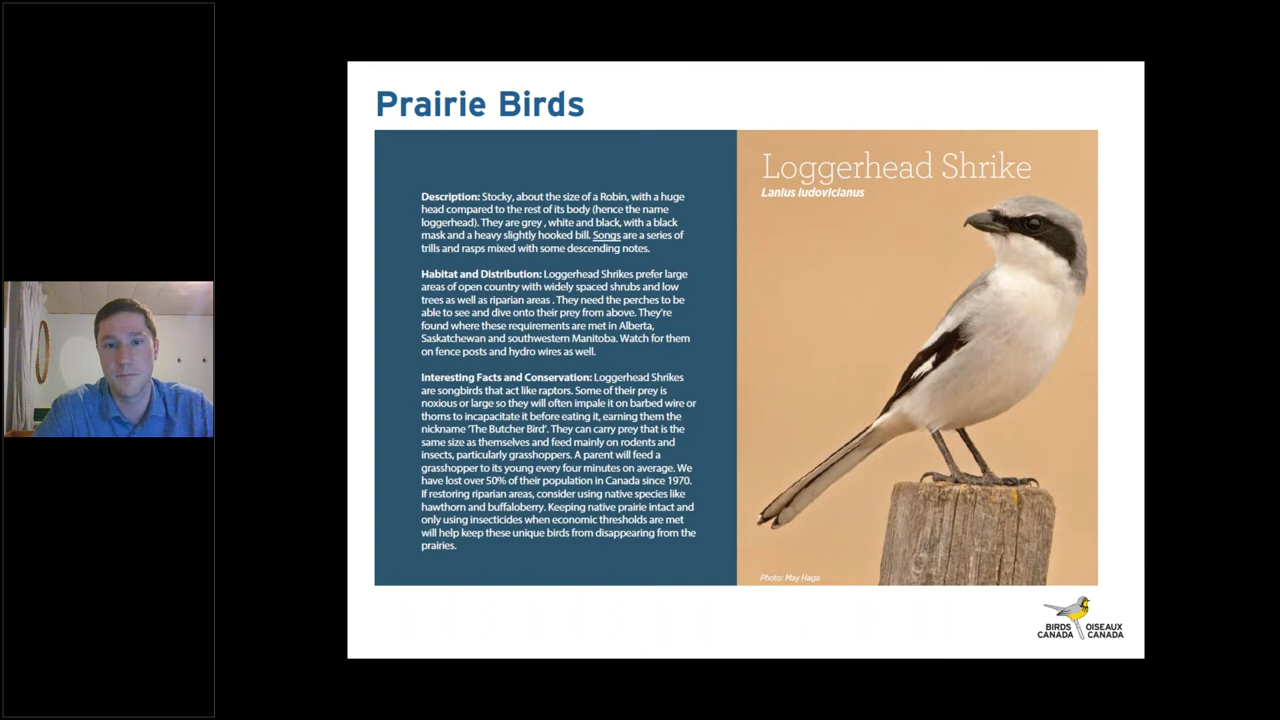 Prairie Birds
Description: Stocky, about the size of a Robin, with a huge
head compared to the rest of its body (hence the name
loggerhead). They are grey , white and black, with a black
mask and a heavy slightly hooked bill. Songs are a series of
trills and rasps mixed with some descending notes.
Habitat and Distribution: Loggerhead Shrikes prefer large
areas of open country with widely spaced shrubs and low
trees as well as riparian areas . They need the perches to be
able to see and dive onto their prey from above. They're
found where these requirements are met in Alberta,
Saskatchewan and southwestern Manitoba. Watch for them
on fence posts and hydro wires as well.
Interesting Facts and Conservation: Loggerhead Shrikes
are songbirds that act like raptors. Some of their prey is
noxious or large so they will often impale it on barbed wire or
thorns to incapacitate it before eating it, earning them the
nickname 'The Butcher Bird'. They can carry prey that is the
same size as themselves and feed mainly on rodents and
insects, particularly grasshoppers. A parent will feed a
grasshopper to its young every four minutes on average. We
have lost over 50% of their population in Canada since 1970.
If restoring riparian areas, consider using native species like
hawthorn and buffaloberry. Keeping native prairie intact and
only using insecticides when economic thresholds are met
will help keep these unique birds from disappearing from the
prairies.
Loggerhead Shrike
Lanius ludovicianus
Photo: May Haga
BIRDS OISEAUX
CANADA CANADA